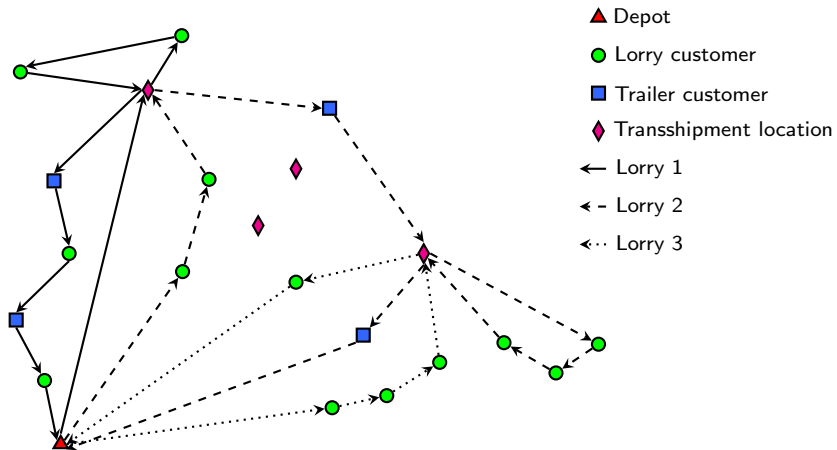 Depot
Lorry customer
Trailer customer
Transshipment location
Lorry 1
Lorry 2
Lorry 3